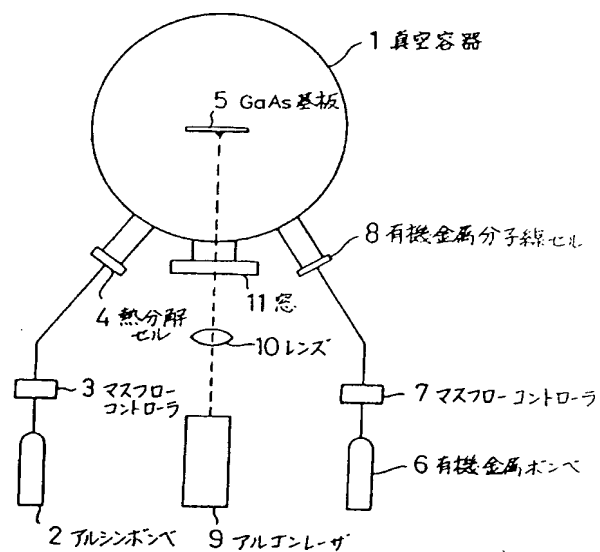 1 真空容器
5 GaAs基板
8 有機金属分子線セル
11 窓
4 熱分解
セル
10 レンズ
3 マスフロー
コントローラ
7 マスフローコントローラ
6 有機金属ボンベ
2 アルシンボンベ
9 アルゴンレーザ